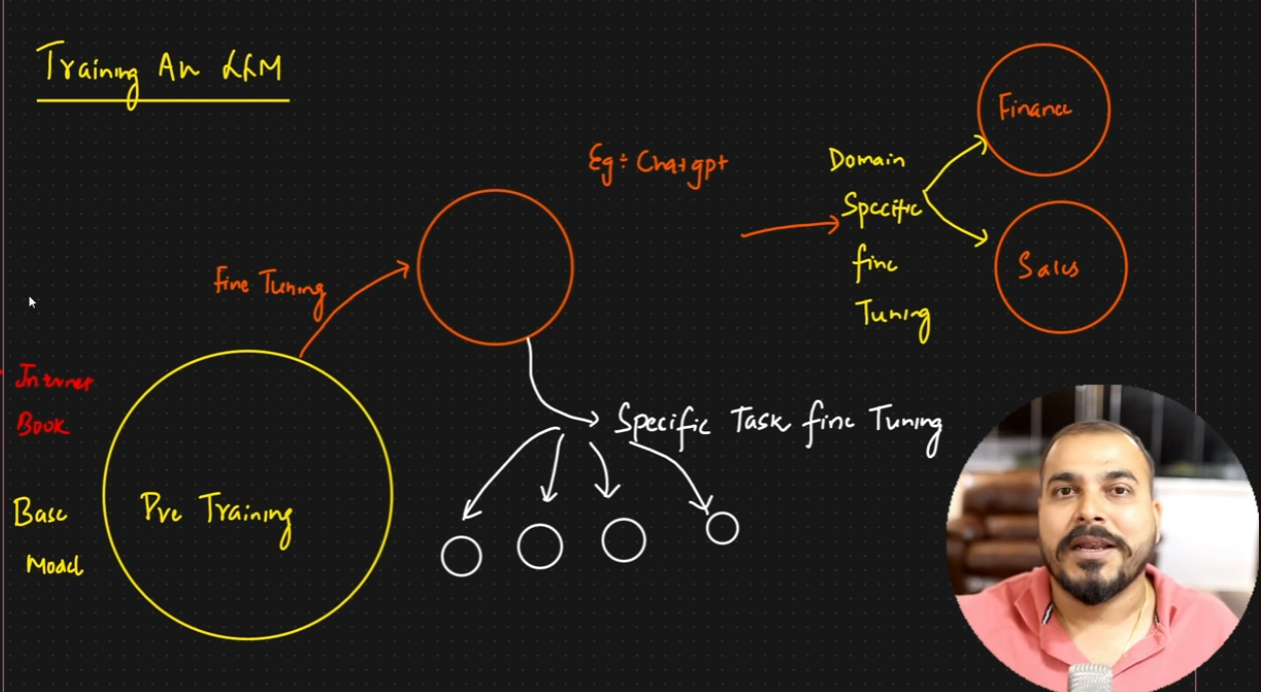 Training An LLM
Eg:- Chatgpt
Domain
Specific
fine
Tuning
Finance
Sales
Fine Tuning
Internet
Book
Base
Model
Pre Training
Specific Task fine Tuning